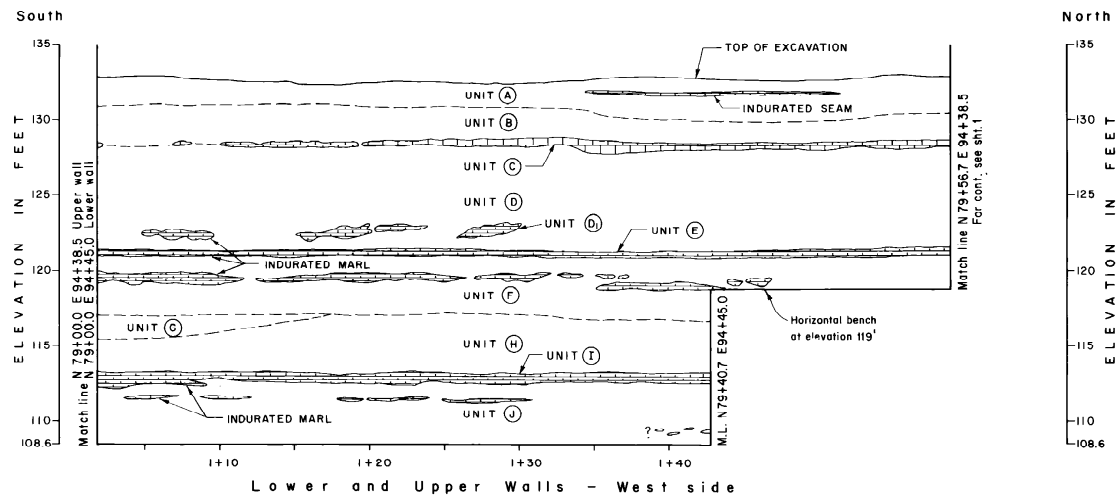 South
North
135
135
TOP OF EXCAVATION
UNIT A
INDURATED SEAM
130
130
UNIT B
UNIT C
125
125
UNIT D
UNIT D1
UNIT E
INDURATED MARL
120
120
UNIT F
Horizontal bench
at elevation 119'
UNIT G
115
115
UNIT H
UNIT I
INDURATED MARL
110
110
UNIT J
?
108.6
108.6
ELEVATION IN FEET
Match line N 79+00.0 E 94+38.5 Upper wall
N 79+00.0 E 94+45.0 Lower wall
M.L. N79+40.7 E94+45.0
Match line N 79+56.7 E 94+38.5
For cont. see sht. 1
ELEVATION IN FEET
1+10
1+20
1+30
1+40
Lower and Upper Walls - West side